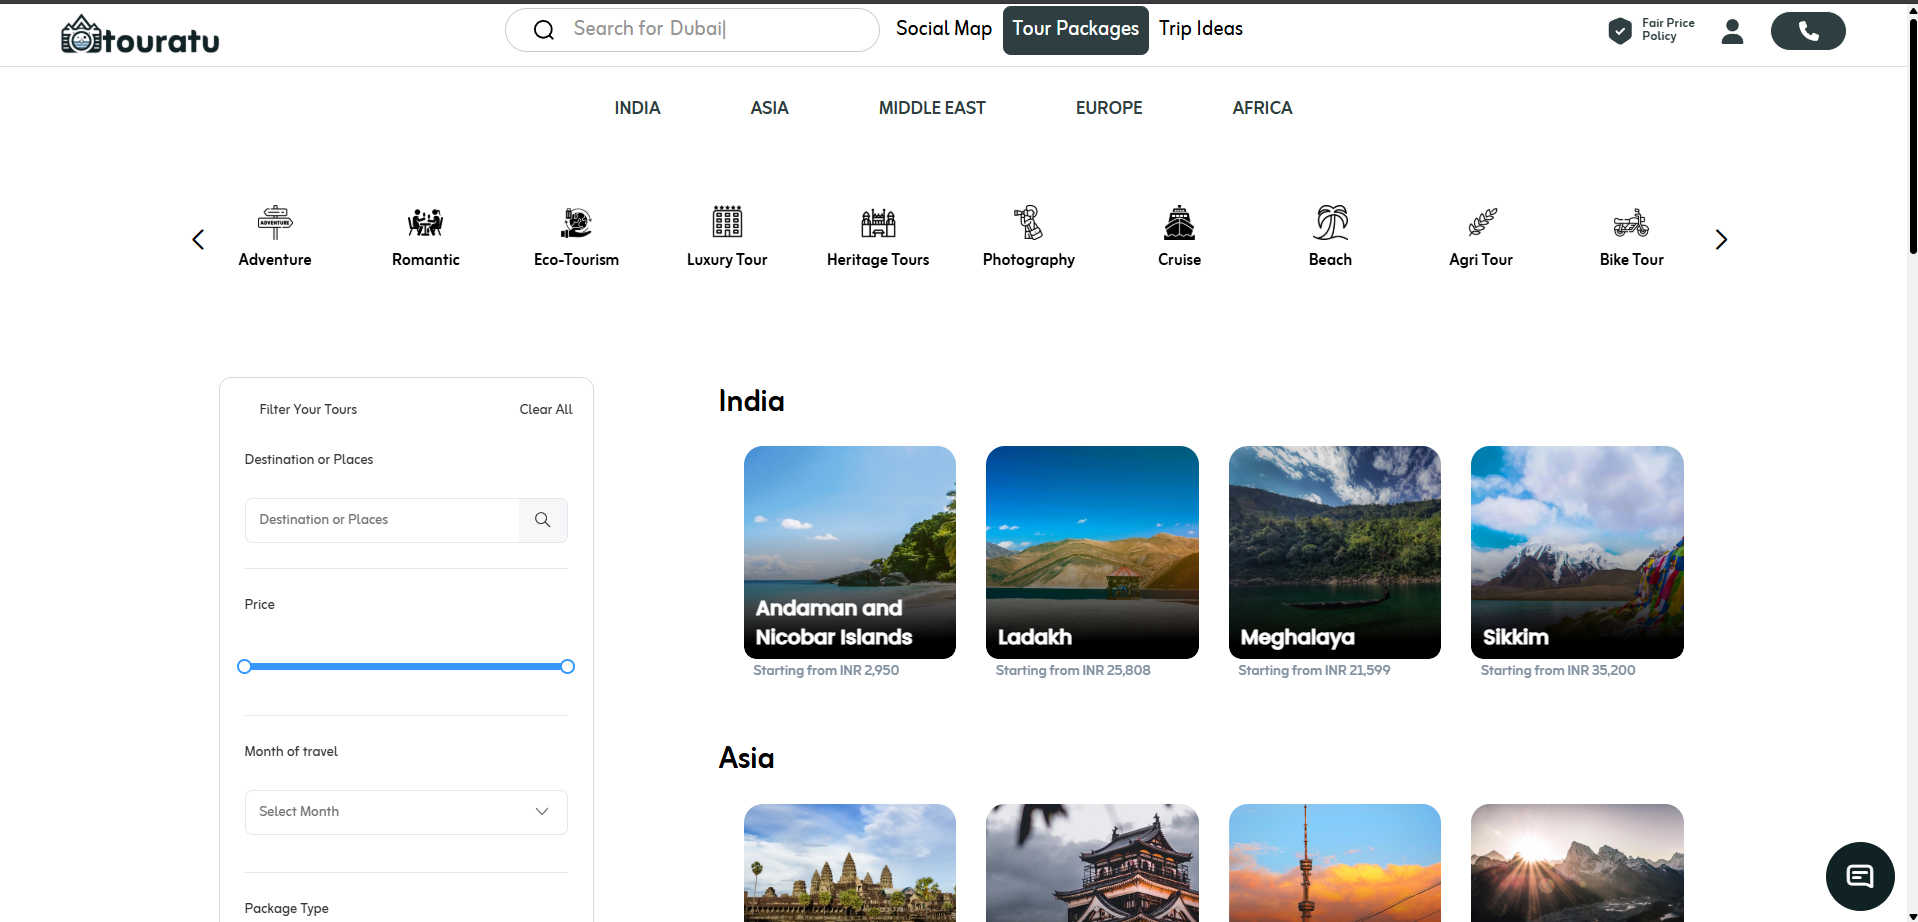 touratu
Search for Dubai|
Social Map
Tour Packages
Trip Ideas
Fair Price
Policy
INDIA
ASIA
MIDDLE EAST
EUROPE
AFRICA
ADVENTURE
Adventure
Romantic
Eco-Tourism
Luxury Tour
Heritage Tours
Photography
Cruise
Beach
Agri Tour
Bike Tour
Filter Your Tours
Clear All
Destination or Places
Destination or Places
Price
Month of travel
Select Month
Package Type
India
Andaman and
Nicobar Islands
Starting from INR 2,950
Ladakh
Starting from INR 25,808
Meghalaya
Starting from INR 21,599
Sikkim
Starting from INR 35,200
Asia